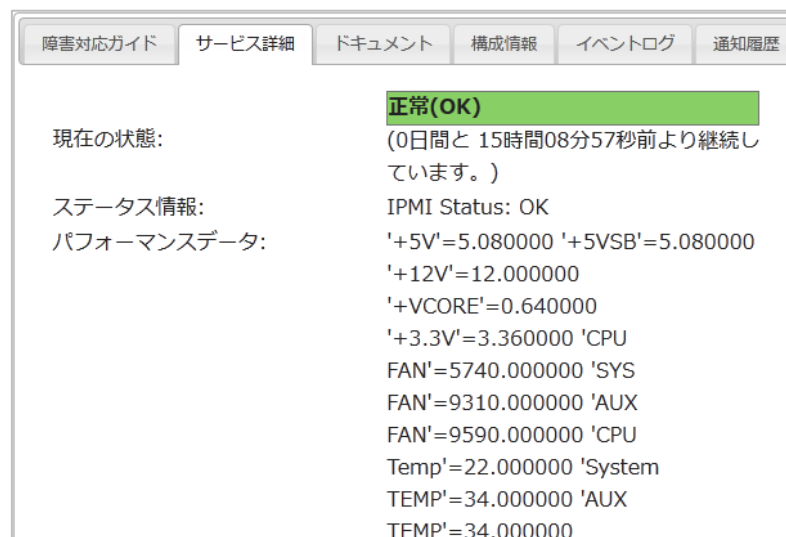 障害対応ガイド サービス詳細 ドキュメント 構成情報 イベントログ 通知履歴
正常(OK)
現在の状態: (0日間と 15時間08分57秒前より継続し
ています。)
ステータス情報: IPMI Status: OK
パフォーマンスデータ: '+5V'=5.080000 '+5VSB'=5.080000
'+12V'=12.000000
'+VCORE'=0.640000
'+3.3V'=3.360000 'CPU
FAN'=5740.000000 'SYS
FAN'=9310.000000 'AUX
FAN'=9590.000000 'CPU
Temp'=22.000000 'System
TEMP'=34.000000 'AUX
TEMP'=34.000000